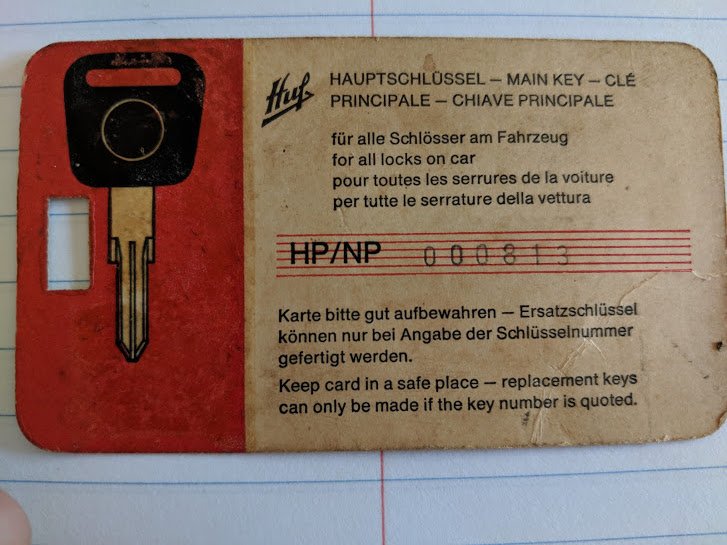 Huf
HAUPTSCHLÜSSEL – MAIN KEY – CLÉ
PRINCIPALE – CHIAVE PRINCIPALE
für alle Schlösser am Fahrzeug
for all locks on car
pour toutes les serrures de la voiture
per tutte le serrature della vettura
HP/NP 000813
Karte bitte gut aufbewahren – Ersatzschlüssel
können nur bei Angabe der Schlüsselnummer
gefertigt werden.
Keep card in a safe place – replacement keys
can only be made if the key number is quoted.